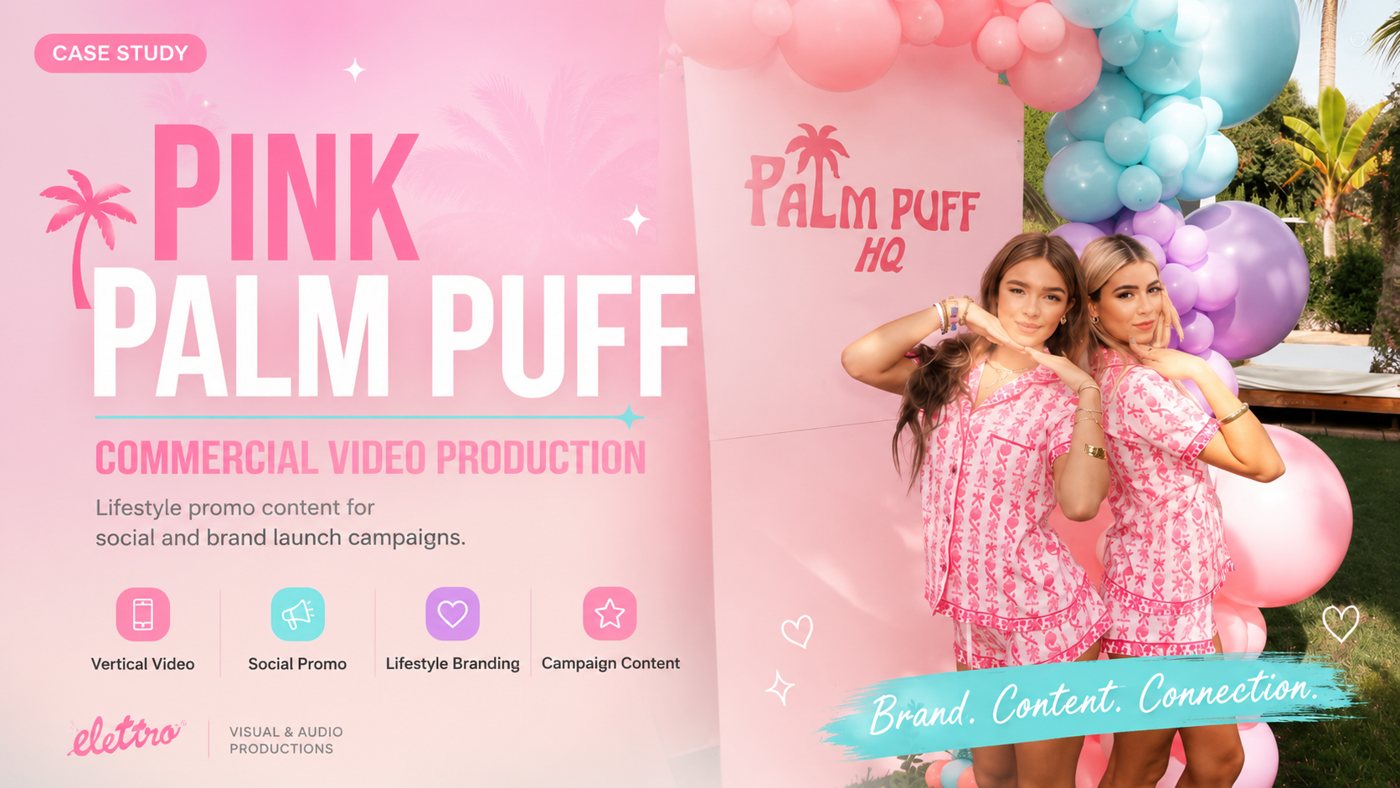 CASE STUDY
PINK
PALM PUFF
COMMERCIAL VIDEO PRODUCTION
Lifestyle promo content for
social and brand launch campaigns.
Vertical Video
Social Promo
Lifestyle Branding
Campaign Content
elettro
VISUAL & AUDIO
PRODUCTIONS
PALM PUFF
HQ
Brand. Content. Connection.